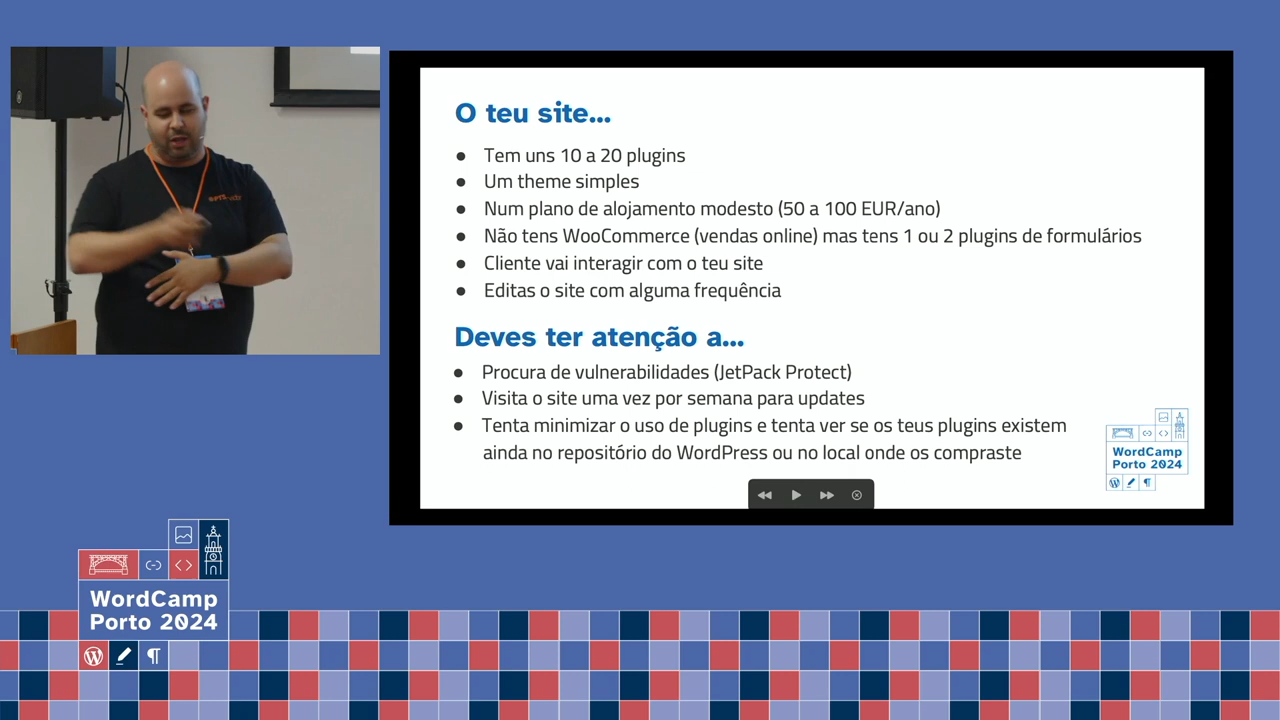 O teu site...
● Tem uns 10 a 20 plugins
● Um theme simples
● Num plano de alojamento modesto (50 a 100 EUR/ano)
● Não tens WooCommerce (vendas online) mas tens 1 ou 2 plugins de formulários
● Cliente vai interagir com o teu site
● Editas o site com alguma frequência
Deves ter atenção a...
● Procura de vulnerabilidades (JetPack Protect)
● Visita o site uma vez por semana para updates
● Tenta minimizar o uso de plugins e tenta ver se os teus plugins existem
ainda no repositório do WordPress ou no local onde os compraste
WordCamp
Porto 2024
WordCamp
Porto 2024